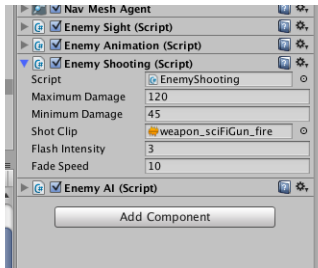 Nav Mesh Agent
Enemy Sight (Script)
Enemy Animation (Script)
Enemy Shooting (Script)
Script EnemyShooting
Maximum Damage 120
Minimum Damage 45
Shot Clip weapon_sciFiGun_fire
Flash Intensity 3
Fade Speed 10
Enemy AI (Script)
Add Component